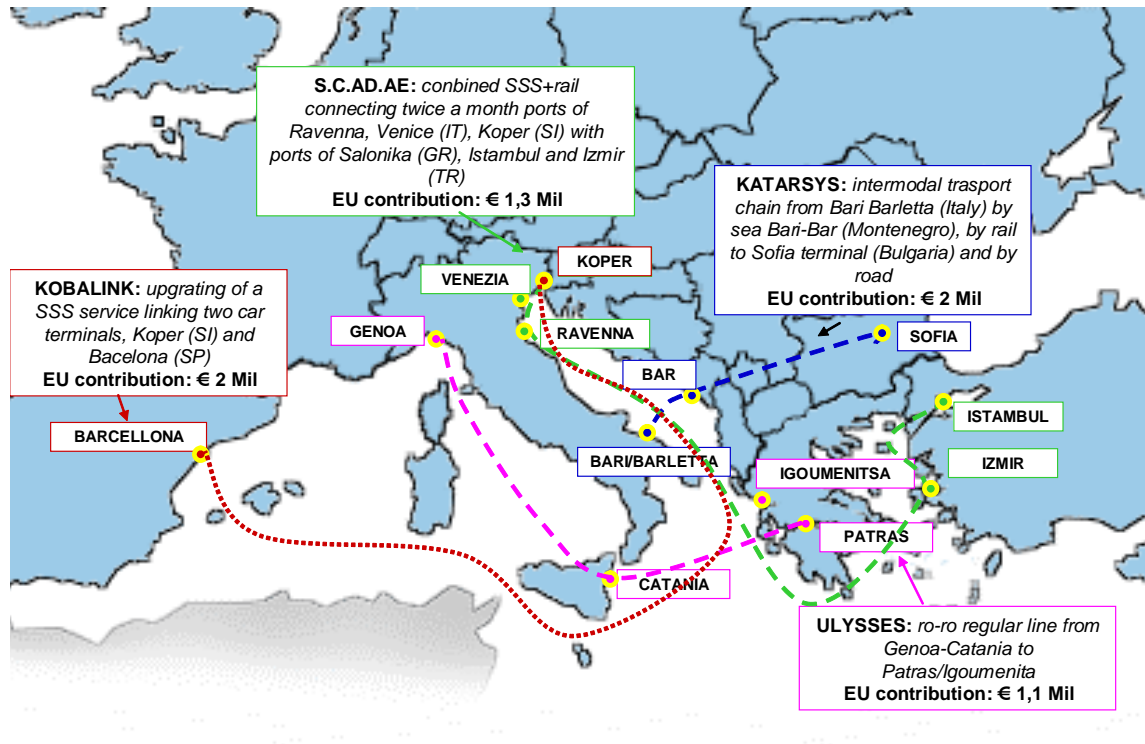 S.C.AD.AE: combined SSS+rail
connecting twice a month ports of
Ravenna, Venice (IT), Koper (SI) with
ports of Salonika (GR), Istambul and Izmir
(TR)
EU contribution: € 1,3 Mil
KATARSYS: intermodal trasport
chain from Bari Barletta (Italy) by
sea Bari-Bar (Montenegro), by rail
to Sofia terminal (Bulgaria) and by
road
EU contribution: € 2 Mil
KOBALINK: upgrating of a
SSS service linking two car
terminals, Koper (SI) and
Bacelona (SP)
EU contribution: € 2 Mil
KOPER
VENEZIA
GENOA
RAVENNA
SOFIA
BAR
ISTAMBUL
BARCELLONA
BARI/BARLETTA
IGOUMENITSA
IZMIR
PATRAS
CATANIA
ULYSSES: ro-ro regular line from
Genoa-Catania to
Patras/Igoumenita
EU contribution: € 1,1 Mil